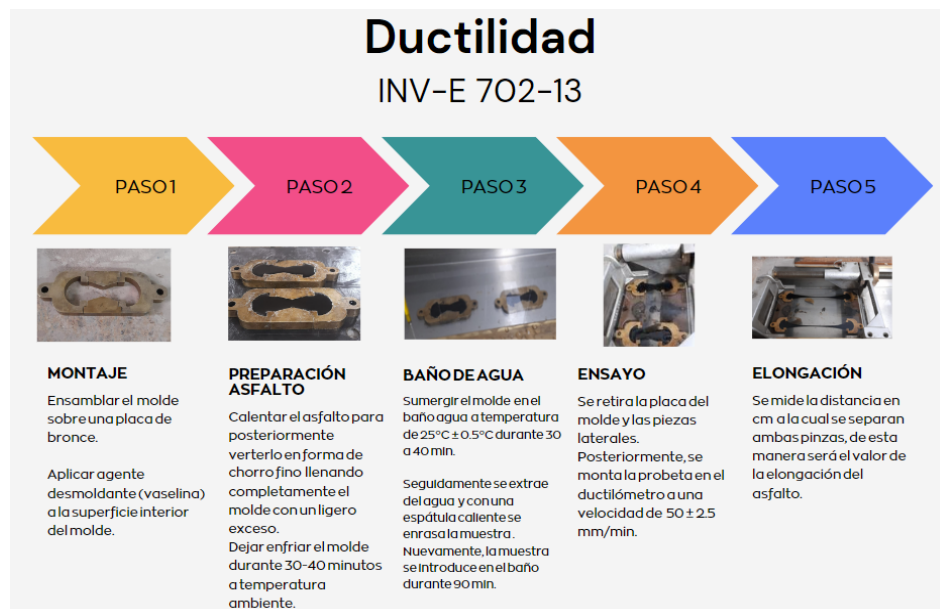 Ductilidad
INV-E 702-13
PASO 1
PASO 2
PASO 3
PASO 4
PASO 5
MONTAJE
Ensamblar el molde
sobre una placa de
bronce.
Aplicar agente
desmoldante (vaselina)
a la superficie interior
del molde.
PREPARACIÓN
ASFALTO
Calentar el asfalto para
posteriormente
verterlo en forma de
chorro fino llenando
completamente el
molde con un ligero
exceso.
Dejar enfriar el molde
durante 30-40 minutos
a temperatura
ambiente.
BAÑO DE AGUA
Sumergir el molde en el
baño agua a temperatura
de 25°C ± 0.5°C durante 30
a 40 min.
Seguidamente se extrae
del agua y con una
espátula caliente se
enrasa la muestra .
Nuevamente, la muestra
se introduce en el baño
durante 90 min.
ENSAYO
Se retira la placa del
molde y las piezas
laterales.
Posteriormente, se
monta la probeta en el
ductilómetro a una
velocidad de 50 ± 2.5
mm/min.
ELONGACIÓN
Se mide la distancia en
cm a la cual se separan
ambas pinzas, de esta
manera será el valor de
la elongación del
asfalto.